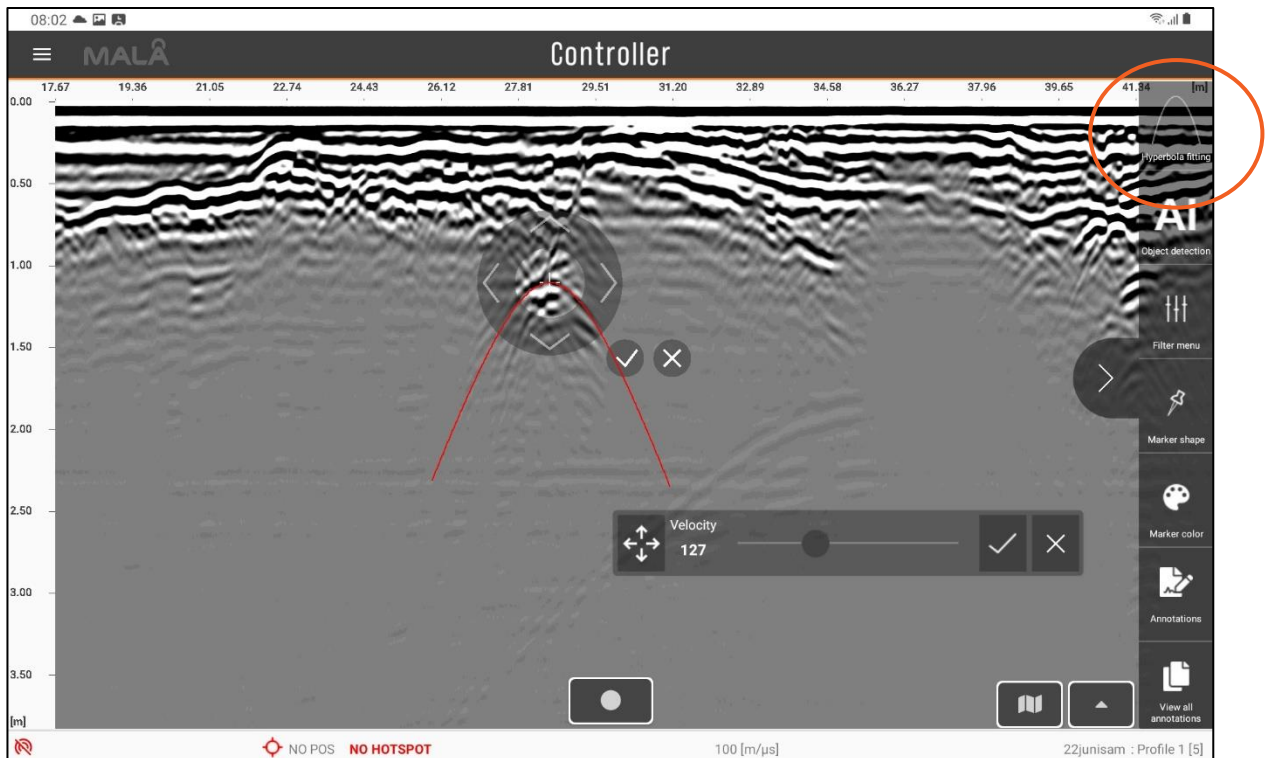 08:02
MALÅ
Controller
17.67 19.36 21.05 22.74 24.43 26.12 27.81 29.51 31.20 32.89 34.58 36.27 37.96 39.65 41.34 [m]
0.00
Hyperbola fitting
0.50
AI
Object detection
1.00
Filter menu
1.50
Marker shape
2.00
2.50
Velocity
127
Marker color
3.00
Annotations
3.50
View all
annotations
[m]
NO POS NO HOTSPOT 100 [m/µs] 22junisam : Profile 1 [5]